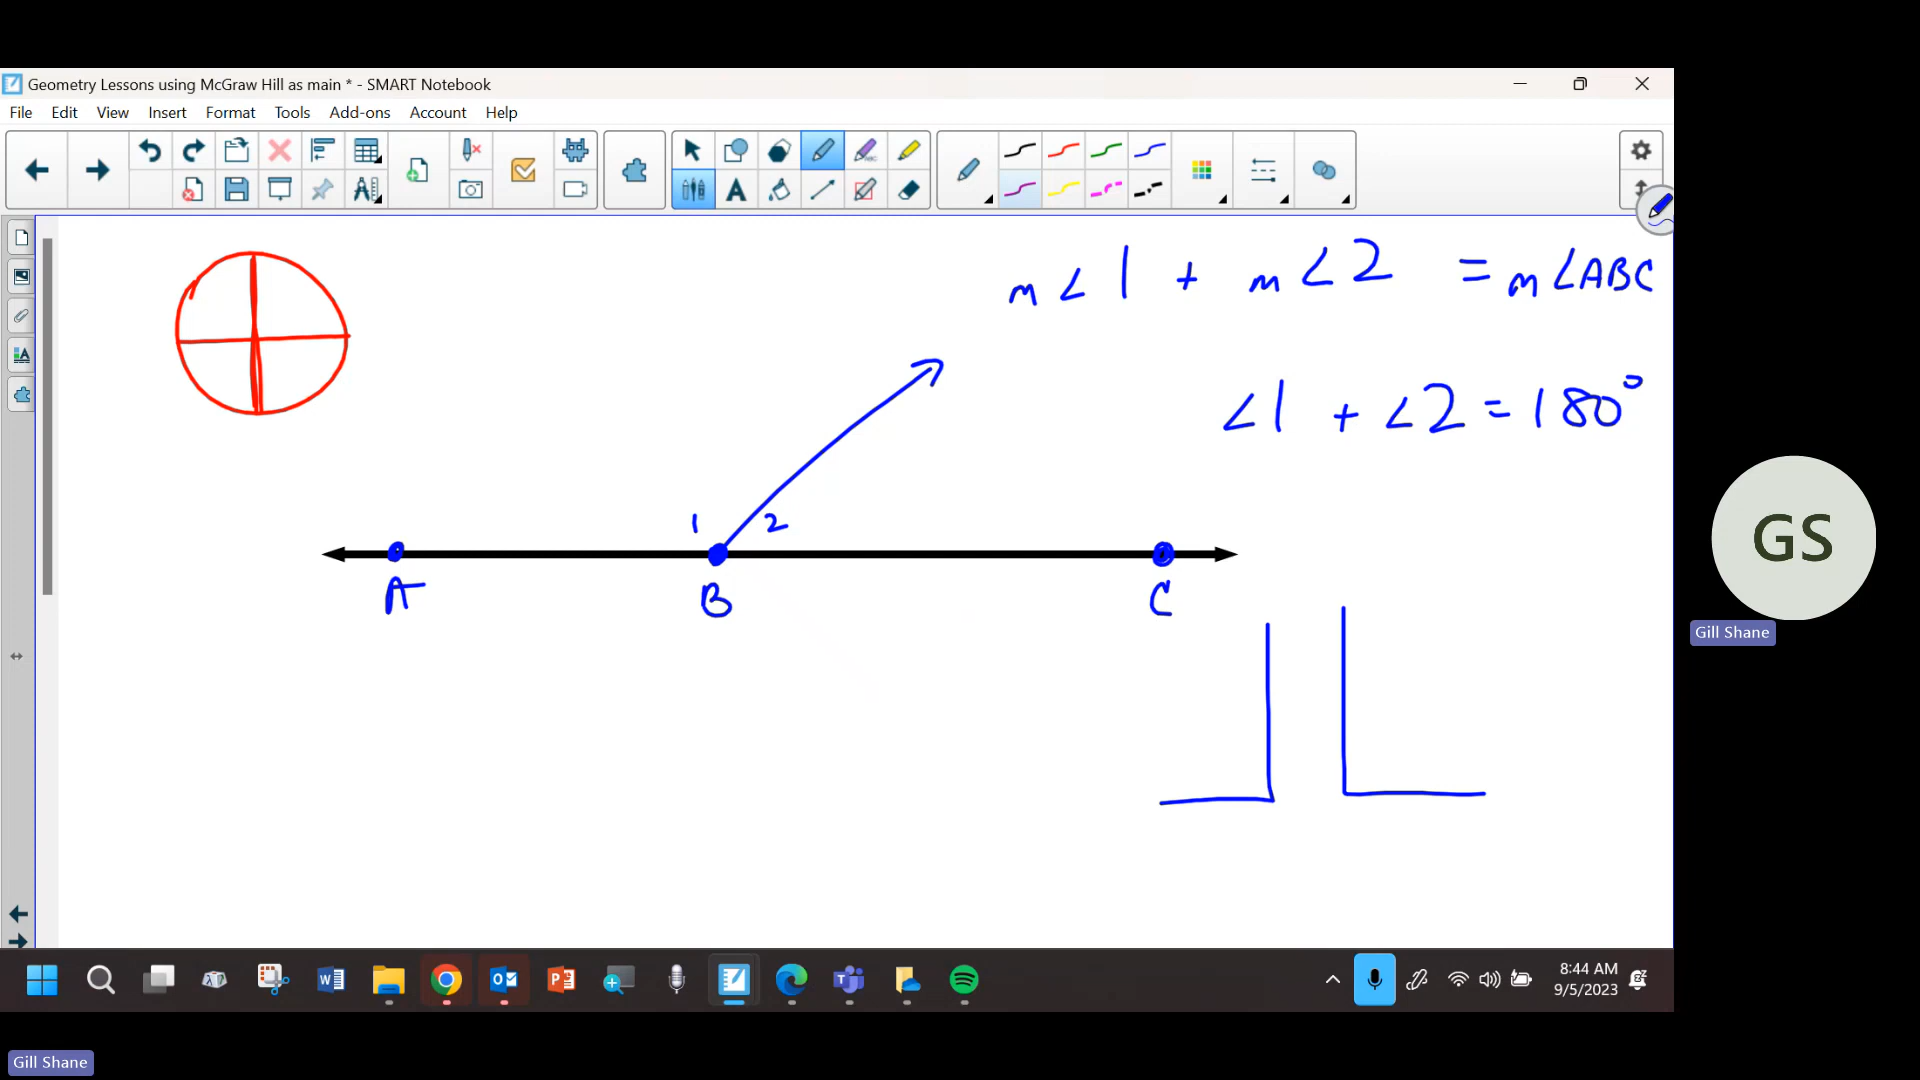 Geometry Lessons using McGraw Hill as main * - SMART Notebook
File Edit View Insert Format Tools Add-ons Account Help
m∠1 + m∠2 = m∠ABC
∠1 + ∠2 = 180°
1 2
A B C
GS
Gill Shane
8:44 AM
9/5/2023
Gill Shane